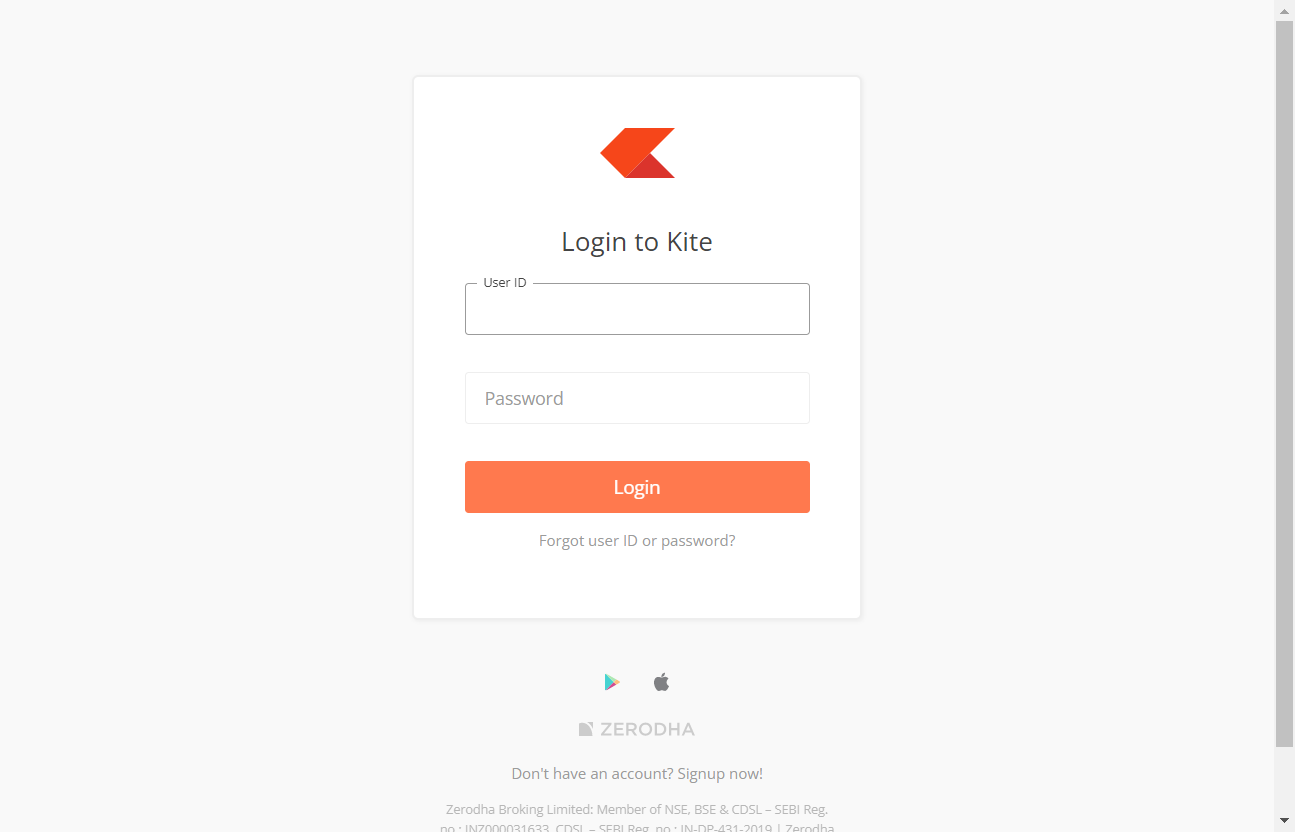 Login to Kite
User ID
Password
Login
Forgot user ID or password?
ZERODHA
Don't have an account? Signup now!
Zerodha Broking Limited: Member of NSE, BSE & CDSL – SEBI Reg.
no.: INZ000031633, CDSL – SEBI Reg. no.: IN-DP-431-2019 | Zerodha